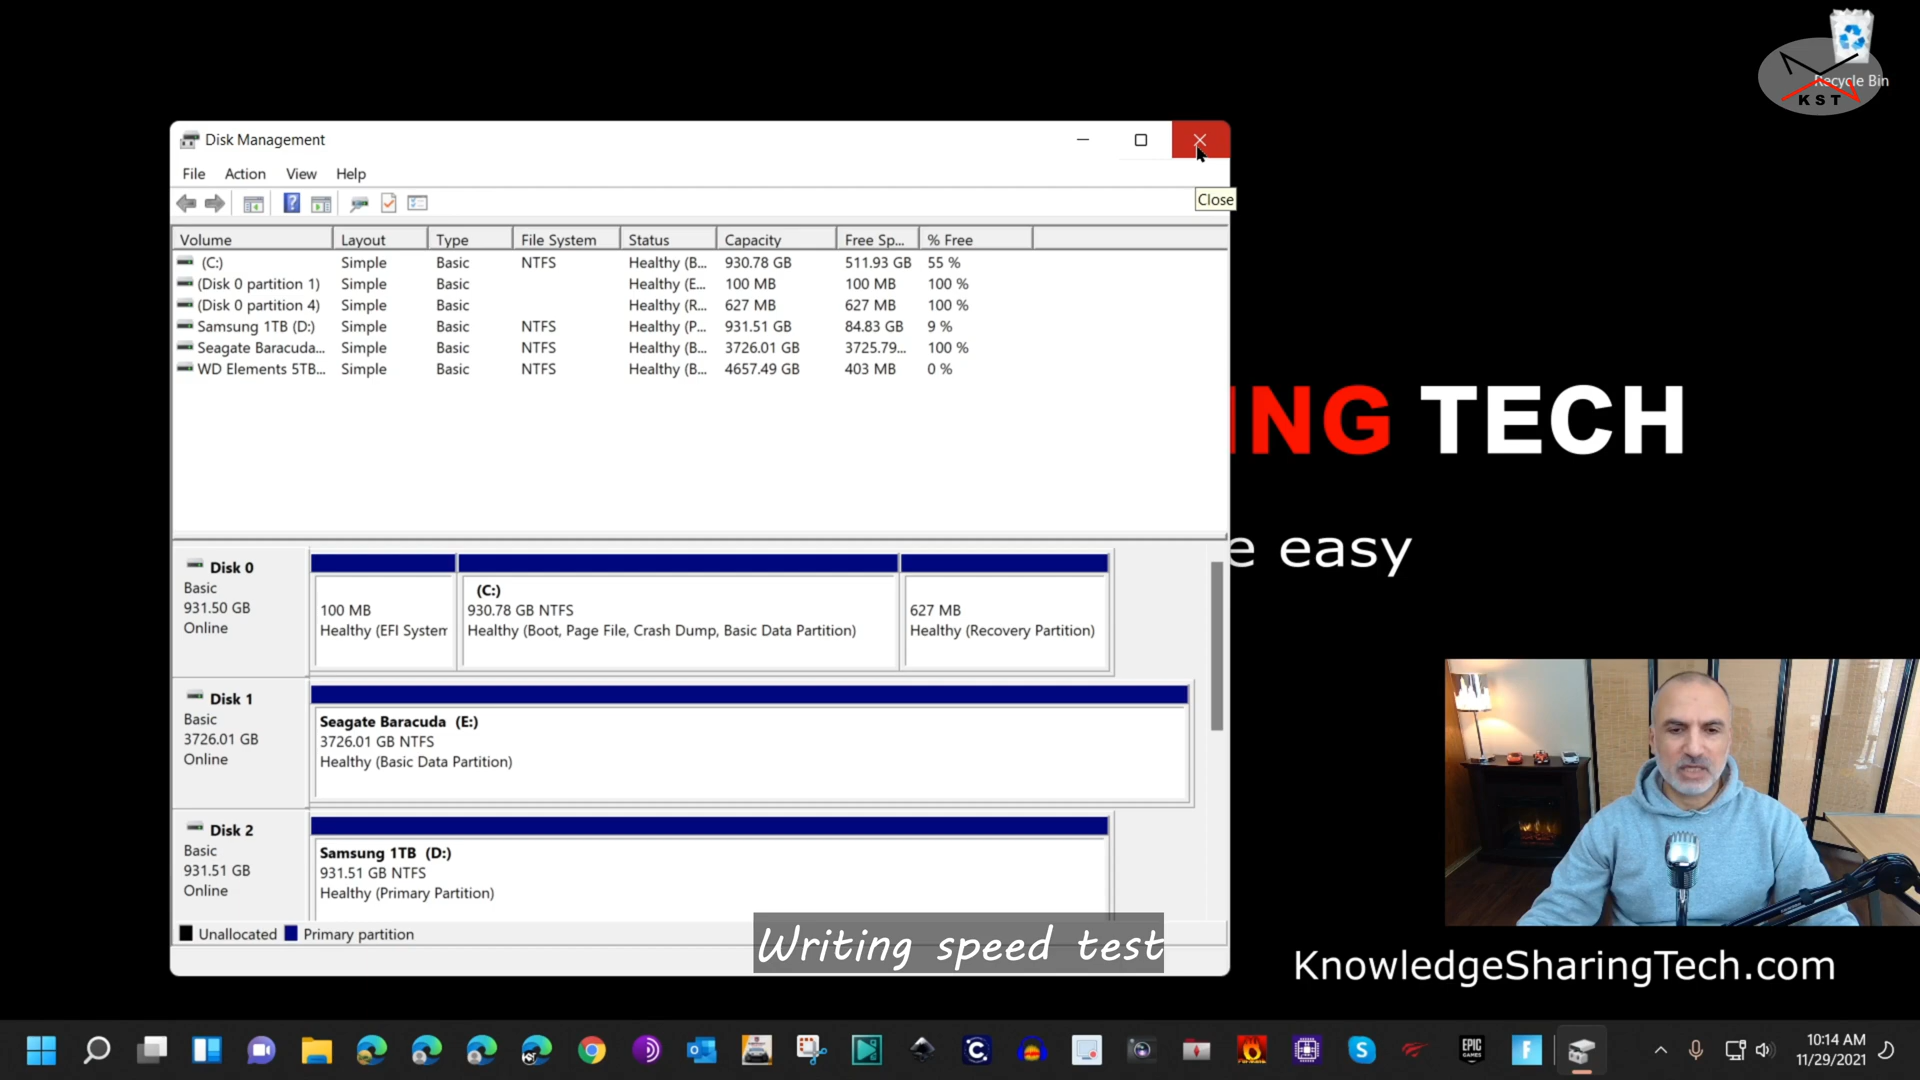 Recycle Bin
KST
Disk Management
Close
File Action View Help
Volume Layout Type File System Status Capacity Free Sp... % Free
(C:) Simple Basic NTFS Healthy (B... 930.78 GB 511.93 GB 55 %
(Disk 0 partition 1) Simple Basic Healthy (E... 100 MB 100 MB 100 %
(Disk 0 partition 4) Simple Basic Healthy (R... 627 MB 627 MB 100 %
Samsung 1TB (D:) Simple Basic NTFS Healthy (P... 931.51 GB 84.83 GB 9 %
Seagate Baracuda... Simple Basic NTFS Healthy (B... 3726.01 GB 3725.79... 100 %
WD Elements 5TB... Simple Basic NTFS Healthy (B... 4657.49 GB 403 MB 0 %
ING TECH
e easy
Disk 0
Basic
931.50 GB
Online
100 MB
Healthy (EFI System
(C:)
930.78 GB NTFS
Healthy (Boot, Page File, Crash Dump, Basic Data Partition)
627 MB
Healthy (Recovery Partition)
Disk 1
Basic
3726.01 GB
Online
Seagate Baracuda (E:)
3726.01 GB NTFS
Healthy (Basic Data Partition)
Disk 2
Basic
931.51 GB
Online
Samsung 1TB (D:)
931.51 GB NTFS
Healthy (Primary Partition)
Unallocated Primary partition
Writing speed test
KnowledgeSharingTech.com
EPIC GAMES
10:14 AM
11/29/2021